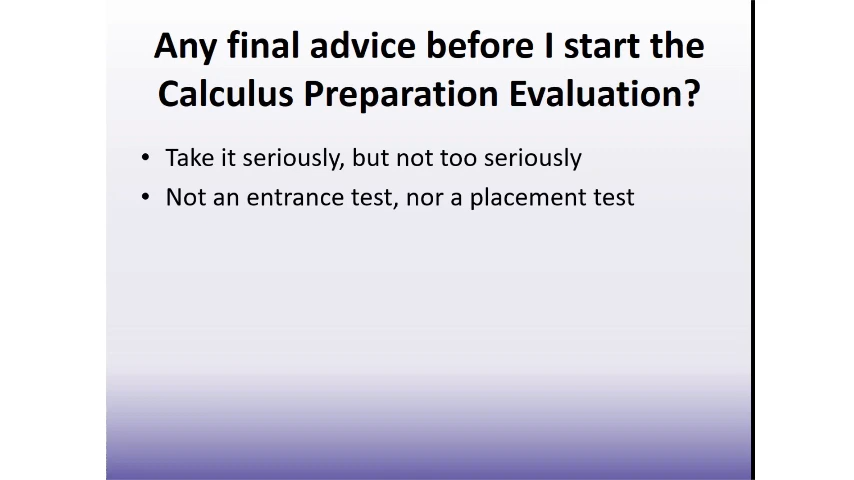 Any final advice before I start the
Calculus Preparation Evaluation?
• Take it seriously, but not too seriously
• Not an entrance test, nor a placement test